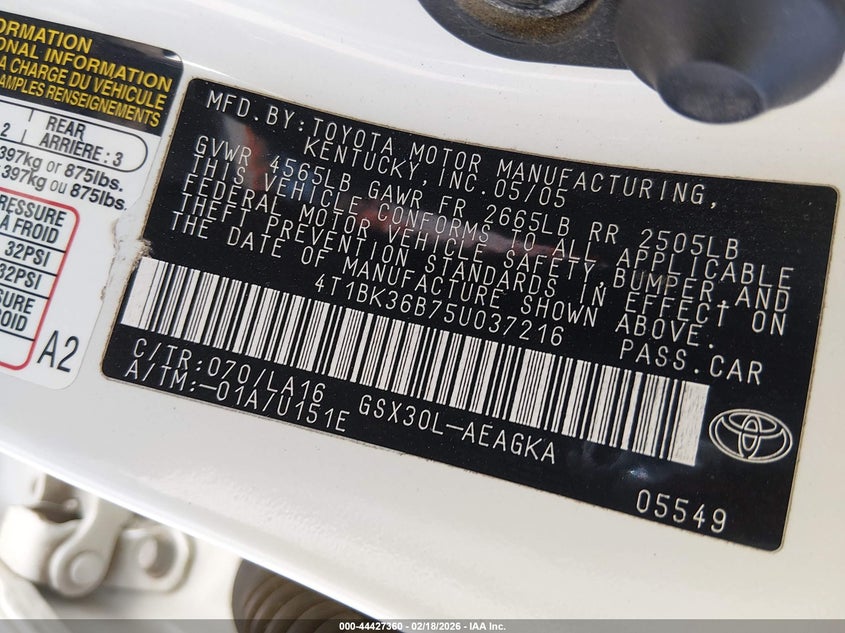 ORMATION
ONAL INFORMATION
A CHARGE DU VÉHICULE
AMPLES RENSEIGNEMENTS
2 REAR
ARRIÈRE : 3
397kg or 875lbs.
397kg ou 875lbs.
RESSURE
À FROID
32PSI
32PSI
SURE
ROID
A2
MFD.BY:TOYOTA MOTOR MANUFACTURING,
KENTUCKY,INC.05/05
GVWR 4565LB GAWR FR 2665LB RR 2505LB
THIS VEHICLE CONFORMS TO ALL APPLICABLE
FEDERAL MOTOR VEHICLE SAFETY,BUMPER,AND
THEFT PREVENTION STANDARDS IN EFFECT ON
THE DATE OF MANUFACTURE SHOWN ABOVE.
4T1BK36B75U037216 PASS.CAR
C/TR:070/LA16 GSX30L-AEAGKA
A/TM:-01A/U151E
05549
000-44427360 - 02/18/2026 - IAA Inc.